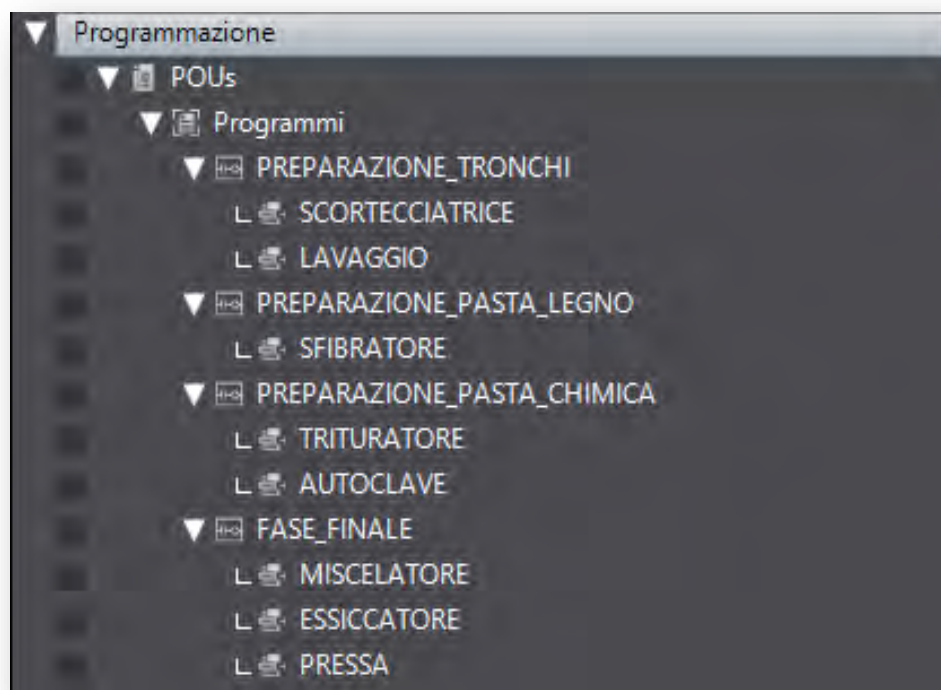 Programmazione
POUs
Programmi
PREPARAZIONE_TRONCHI
SCORTECCIATRICE
LAVAGGIO
PREPARAZIONE_PASTA_LEGNO
SFIBRATORE
PREPARAZIONE_PASTA_CHIMICA
TRITURATORE
AUTOCLAVE
FASE_FINALE
MISCELATORE
ESSICCATORE
PRESSA